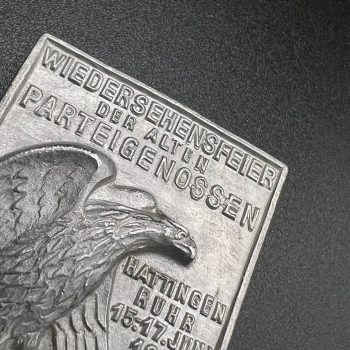 WIEDERSEHENSFEIER
DER ALTEN
PARTEIGENOSSEN
HATTINGEN
RUHR
15.-17. JUNI